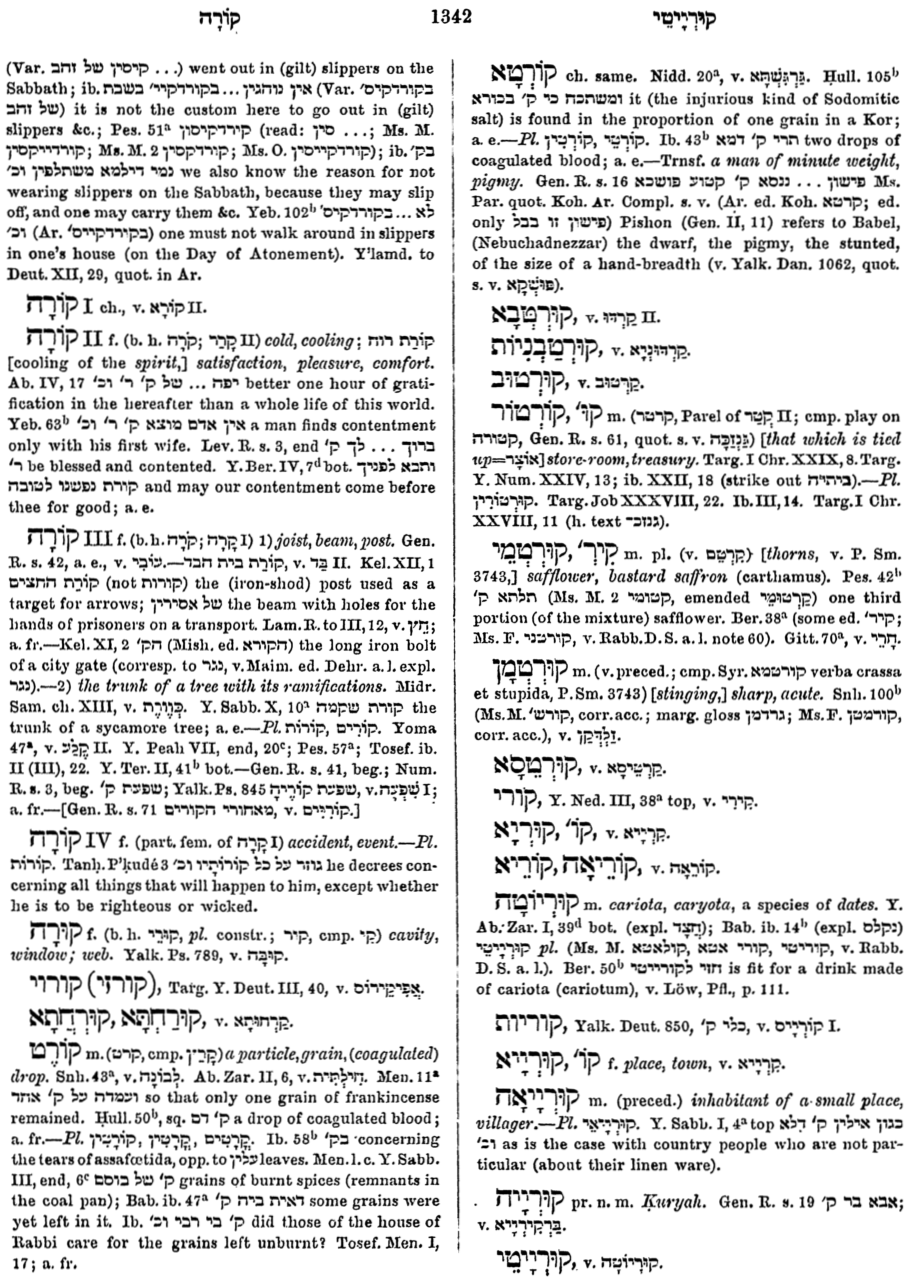 קוֹרָה
1342
קוּרְיָיטֵי
(Var. קיסין של זהב . . .) went out in (gilt) slippers on the
Sabbath; ib. אין נוהגין ... בקורדקיי' בשבת (Var. בקורדקיס'
של זהב) it is not the custom here to go out in (gilt)
slippers &c.; Pes. 51ᵃ קירדקיסון (read: סין ...; Ms. M.
קורדייקסין; Ms. M. 2 קורדקסין; Ms. O. קורדקייסין); ib. בק'
נמי דילמא משתלפין וכ' we also know the reason for not
wearing slippers on the Sabbath, because they may slip
off, and one may carry them &c. Yeb. 102ᵇ לא ... בקורדקיס'
וכ' (Ar. בקירדקייס') one must not walk around in slippers
in one's house (on the Day of Atonement). Y'lamd. to
Deut. XII, 29, quot. in Ar.
קוֹרָה I ch., v. קוֹרָא II.
קוֹרָה II f. (b. h. קָרָה; קָרַר II) cold, cooling; קורת רוח
[cooling of the spirit,] satisfaction, pleasure, comfort.
Ab. IV, 17 יפה ... של ק' ר' וכ' better one hour of grati-
fication in the hereafter than a whole life of this world.
Yeb. 63ᵇ אין אדם מוצא ק' ר' וכ' a man finds contentment
only with his first wife. Lev. R. s. 3, end ברוך ... לך ק'
ר' be blessed and contented. Y. Ber. IV, 7ᵈ bot. ותבא לפניך
קורת נפשנו לטובה and may our contentment come before
thee for good; a. e.
קוֹרָה III f. (b. h. קֹרָה; קָרָה I) 1) joist, beam, post. Gen.
R. s. 42, a. e., v. עוֹבִי.—קורת בית הבד, v. בַּד II. Kel. XII, 1
קורת החצים (not קורות) the (iron-shod) post used as a
target for arrows; של אסירין the beam with holes for the
hands of prisoners on a transport. Lam. R. to III, 12, v. חֵץ;
a. fr.—Kel. XI, 2 הק' (Mish. ed. הקורא) the long iron bolt
of a city gate (corresp. to נגר, v. Maim. ed. Dehr. a. l. expl.
נגר).—2) the trunk of a tree with its ramifications. Midr.
Sam. ch. XIII, v. כַּוֶּורֶת. Y. Sabb. X, 10ᵃ קורת שקמה the
trunk of a sycamore tree; a. e.—Pl. קוֹרִים, קוֹרוֹת. Yoma
47ᵃ, v. קֶלַע II. Y. Peah VII, end, 20ᶜ; Pes. 57ᵃ; Tosef. ib.
II (III), 22. Y. Ter. II, 41ᵇ bot.—Gen. R. s. 41, beg.; Num.
R. s. 3, beg. שפעת ק'; Yalk. Ps. 845 שפעת קוֹרֶיהָ, v. שִׁפְעָה I;
a. fr.—[Gen. R. s. 71 מאחורי הקורים, v. קוֹרְיִים.]
קוֹרָה IV f. (part. fem. of קָרָה I) accident, event.—Pl.
קוֹרוֹת. Tanḥ. P'ḳudé 3 גוזר על כל קורותיו וכ' he decrees con-
cerning all things that will happen to him, except whether
he is to be righteous or wicked.
קוּרָה f. (b. h. קוּרֵי, pl. constr.; קיר, cmp. קִי) cavity,
window; web. Yalk. Ps. 789, v. קוּבָּה.
קורוי (קורזי), Targ. Y. Deut. III, 40, v. אֲפִיקֵירוֹס.
קוּרַחְתָּא, קוּרְחֲתָא, v. קָרַחוּתָא.
קוֹרֶט m. (קרט, cmp. קָרַץ) a particle, grain, (coagulated)
drop. Snh. 43ᵃ, v. לְבוֹנָה. Ab. Zar. II, 6, v. חִילְתִּית. Men. 11ᵃ
ועמדה על ק' אחד so that only one grain of frankincense
remained. Ḥull. 50ᵇ, sq. ק' דם a drop of coagulated blood;
a. fr.—Pl. קְרָטִים, קְרָטִין, קוֹרָטִין. Ib. 58ᵇ בק' concerning
the tears of assafœtida, opp. to עלין leaves. Men. l. c. Y. Sabb.
III, end, 6ᶜ ק' של בוסם grains of burnt spices (remnants in
the coal pan); Bab. ib. 47ᵃ דאית ביה ק' some grains were
yet left in it. Ib. ק' בי רבי וכ' did those of the house of
Rabbi care for the grains left unburnt? Tosef. Men. I,
17; a. fr.
קוֹרְטָא ch. same. Nidd. 20ᵃ, v. גַּרְגִּשְׁתָּא. Ḥull. 105ᵇ
ומשתכח כי ק' בכורא it (the injurious kind of Sodomitic
salt) is found in the proportion of one grain in a Kor;
a. e.—Pl. קוֹרְטֵי, קוֹרְטִין. Ib. 43ᵇ תרי ק' דמא two drops of
coagulated blood; a. e.—Trnsf. a man of minute weight,
pigmy. Gen. R. s. 16 פישון ... ננסא ק' קטוע פושכא Ms.
Par. quot. Koh. Ar. Compl. s. v. (Ar. ed. Koh. קרטא; ed.
only פישון זו בבל) Pishon (Gen. II, 11) refers to Babel,
(Nebuchadnezzar) the dwarf, the pigmy, the stunted,
of the size of a hand-breadth (v. Yalk. Dan. 1062, quot.
s. v. פּוּשְׁקָא).
קוּרְטְבָא, v. קַרְדּוּ II.
קוּרְטַבְנִיוֹת, v. קַרְדּוּנְיָא.
קוּרְטוּב, v. קַרְטוּב.
קוּרְטוֹר, קוֹ' m. (קרטר, Parel of קְטַר II; cmp. play on
קטורה, Gen. R. s. 61, quot. s. v. גִּנְזַכָּה) [that which is tied
up=אוֹצָר] store-room, treasury. Targ. I Chr. XXIX, 8. Targ.
Y. Num. XXIV, 13; ib. XXII, 18 (strike out ביתיה).—Pl.
קוּרְטוֹרִין. Targ. Job XXXVIII, 22. Ib. III, 14. Targ. I Chr.
XXVIII, 11 (h. text גנזכ־).
קוּרְטְמֵי, קִיר' m. pl. (v. קַרְטֵם) [thorns, v. P. Sm.
3743,] safflower, bastard saffron (carthamus). Pes. 42ᵇ
תלתא ק' (Ms. M. 2 קטומי, emended קַרְטוּמֵי) one third
portion (of the mixture) safflower. Ber. 38ᵃ (some ed. קיר';
Ms. F. קורטני, v. Rabb. D. S. a. l. note 60). Gitt. 70ᵃ, v. חָרֵי.
קוּרְטְמָן m. (v. preced.; cmp. Syr. קורטמא verba crassa
et stupida, P. Sm. 3743) [stinging,] sharp, acute. Snh. 100ᵇ
(Ms. M. קורש', corr. acc.; marg. gloss גרדמן; Ms. F. קורמטן,
corr. acc.), v. זַלְדְּקָן.
קוּרְטֵסָא, v. קַרְטֵיסָא.
קורי, Y. Ned. III, 38ᵃ top, v. קִירִי.
קוּרְיָא, קוֹ', v. קַרְיָיא.
קוֹרֵיאָה, קוֹרֵיא, v. קוֹרָאָה.
קוּרְיוֹטָה m. cariota, caryota, a species of dates. Y.
Ab. Zar. I, 39ᵈ bot. (expl. חָצָד); Bab. ib. 14ᵇ (expl. נקלס)
קוּרְיָיטֵי pl. (Ms. M. קוריטי, קורי אטא, קולאטא, v. Rabb.
D. S. a. l.). Ber. 50ᵇ חזי לקורייטי is fit for a drink made
of cariota (cariotum), v. Löw, Pfl., p. 111.
קוריות, Yalk. Deut. 850, כלי ק', v. קוֹרְיָיס I.
קוּרְיָיא, קוֹ' f. place, town, v. קַרְיָיא.
קוּרְיָיאָה m. (preced.) inhabitant of a small place,
villager.—Pl. קוּרְיָיאֵי. Y. Sabb. I, 4ᵃ top כגון אילין ק' דלא
וכ' as is the case with country people who are not par-
ticular (about their linen ware).
קוּרְיָיה pr. n. m. Ḳuryah. Gen. R. s. 19 אבא בר ק';
v. בַּרְקִירְיָיא.
קוּרְיָיטֵי, v. קוּרְיוֹטָה.